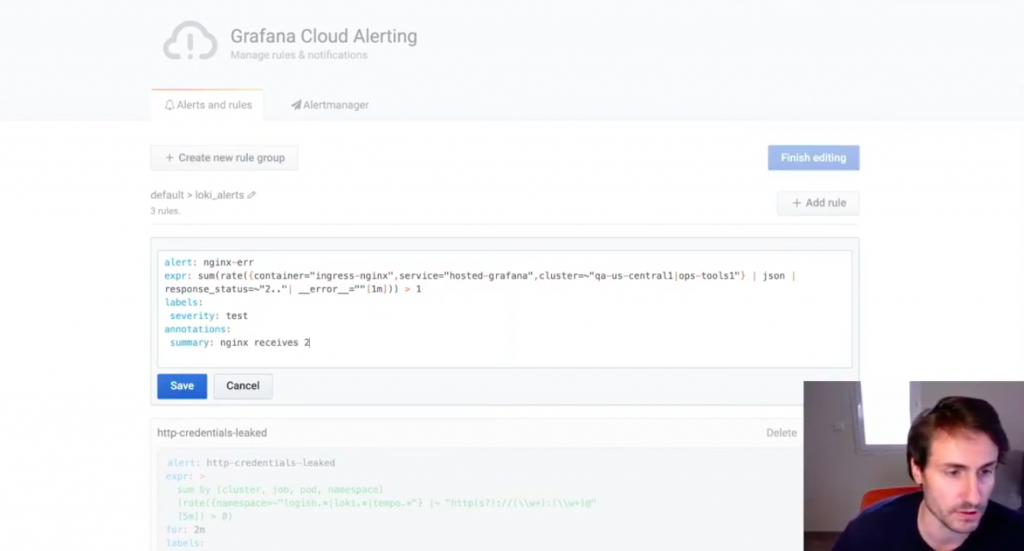 Grafana Cloud Alerting
Manage rules & notifications
Alerts and rules
Alertmanager
+ Create new rule group
Finish editing
default > loki_alerts
3 rules.
+ Add rule
alert: nginx-err
expr: sum(rate({container="ingress-nginx",service="hosted-grafana",cluster=~"qa-us-central1|ops-tools1"} | json |
response_status=~"2.."| __error__=""[1m])) > 1
labels:
severity: test
annotations:
summary: nginx receives 2
Save
Cancel
http-credentials-leaked
Delete
alert: http-credentials-leaked
expr: >
sum by (cluster, job, pod, namespace)
(rate({namespace=~"logish.*|loki.*|tempo.*"} |~ "http(s?)://(\\w+):(\\w+)@"
[5m]) > 0)
for: 2m
labels: